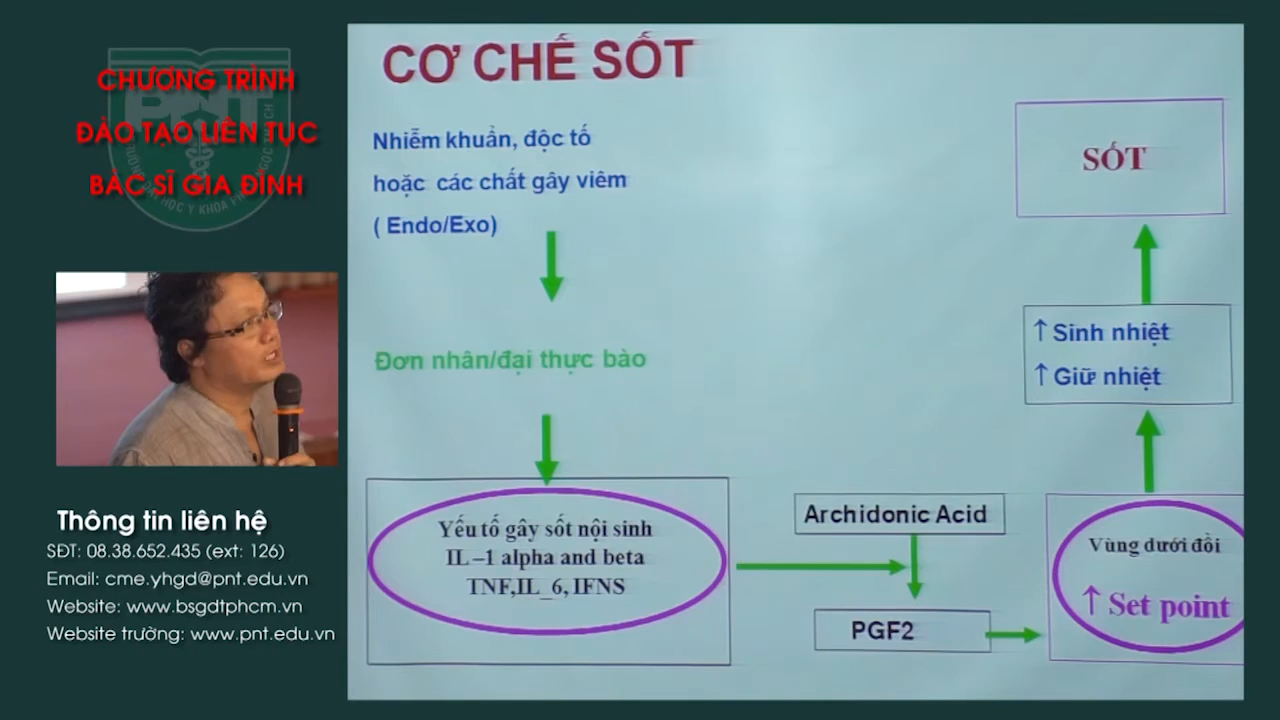 CHƯƠNG TRÌNH
ĐÀO TẠO LIÊN TỤC
BÁC SĨ GIA ĐÌNH
PNT
Thông tin liên hệ
SĐT: 08.38.652.435 (ext: 126)
Email: cme.yhgd@pnt.edu.vn
Website: www.bsgdtphcm.vn
Website trường: www.pnt.edu.vn
CƠ CHẾ SỐT
Nhiễm khuẩn, độc tố
hoặc các chất gây viêm
( Endo/Exo)
Đơn nhân/đại thực bào
Yếu tố gây sốt nội sinh
IL –1 alpha and beta
TNF,IL_6, IFNS
Archidonic Acid
PGF2
Vùng dưới đồi
↑ Set point
↑ Sinh nhiệt
↑ Giữ nhiệt
SỐT